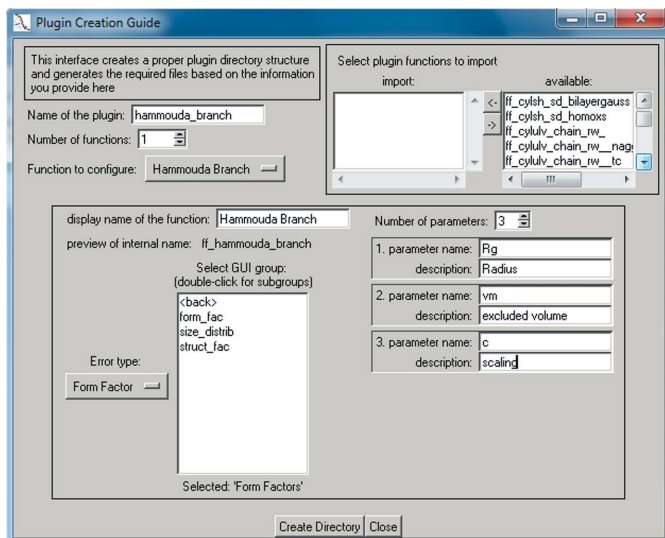 Plugin Creation Guide
This interface creates a proper plugin directory structure
and generates the required files based on the information
you provide here
Name of the plugin: hammouda_branch
Number of functions: 1
Function to configure: Hammouda Branch
Select plugin functions to import
import:
available:
<-
->
ff_cylsh_sd_bilayergauss
ff_cylsh_sd_homoxs
ff_cylulv_chain_rw_
ff_cylulv_chain_rw__nagg
ff_cylulv_chain_rw__tc
display name of the function: Hammouda Branch
preview of internal name: ff_hammouda_branch
Select GUI group:
(double-click for subgroups)
<back>
form_fac
size_distrib
struct_fac
Error type:
Form Factor
Selected: 'Form Factors'
Number of parameters: 3
1. parameter name: Rg
description: Radius
2. parameter name: vm
description: excluded volume
3. parameter name: c
description: scaling
Create Directory Close